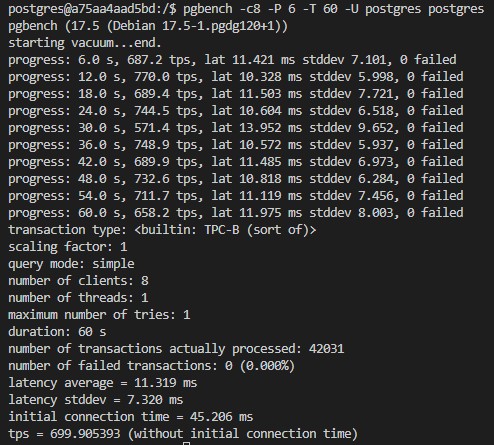 postgres@a75aa4aad5bd:/$ pgbench -c8 -P 6 -T 60 -U postgres postgres
pgbench (17.5 (Debian 17.5-1.pgdg120+1))
starting vacuum...end.
progress: 6.0 s, 687.2 tps, lat 11.421 ms stddev 7.101, 0 failed
progress: 12.0 s, 770.0 tps, lat 10.328 ms stddev 5.998, 0 failed
progress: 18.0 s, 689.4 tps, lat 11.503 ms stddev 7.721, 0 failed
progress: 24.0 s, 744.5 tps, lat 10.604 ms stddev 6.518, 0 failed
progress: 30.0 s, 571.4 tps, lat 13.952 ms stddev 9.652, 0 failed
progress: 36.0 s, 748.9 tps, lat 10.572 ms stddev 5.937, 0 failed
progress: 42.0 s, 689.9 tps, lat 11.485 ms stddev 6.973, 0 failed
progress: 48.0 s, 732.6 tps, lat 10.818 ms stddev 6.284, 0 failed
progress: 54.0 s, 711.7 tps, lat 11.119 ms stddev 7.456, 0 failed
progress: 60.0 s, 658.2 tps, lat 11.975 ms stddev 8.003, 0 failed
transaction type: <builtin: TPC-B (sort of)>
scaling factor: 1
query mode: simple
number of clients: 8
number of threads: 1
maximum number of tries: 1
duration: 60 s
number of transactions actually processed: 42031
number of failed transactions: 0 (0.000%)
latency average = 11.319 ms
latency stddev = 7.320 ms
initial connection time = 45.206 ms
tps = 699.905393 (without initial connection time)